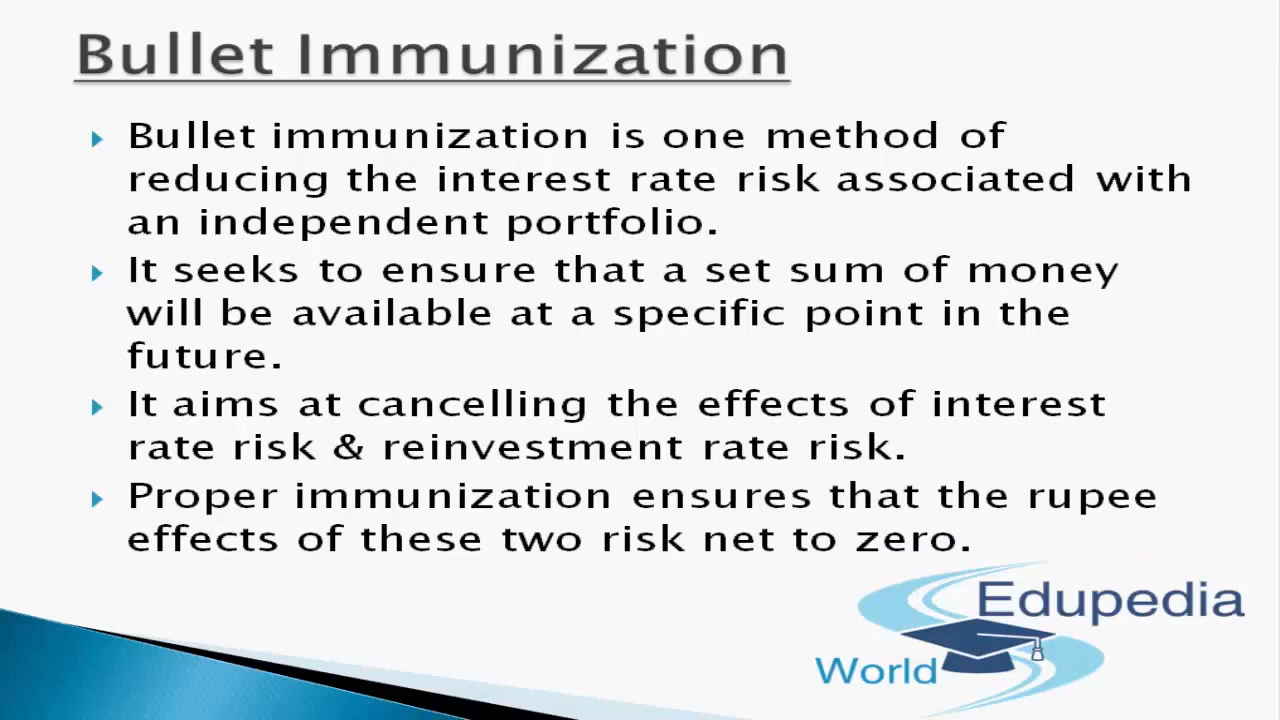 Bullet Immunization
Bullet immunization is one method of
reducing the interest rate risk associated with
an independent portfolio.
It seeks to ensure that a set sum of money
will be available at a specific point in the
future.
It aims at cancelling the effects of interest
rate risk & reinvestment rate risk.
Proper immunization ensures that the rupee
effects of these two risk net to zero.
Edupedia
World